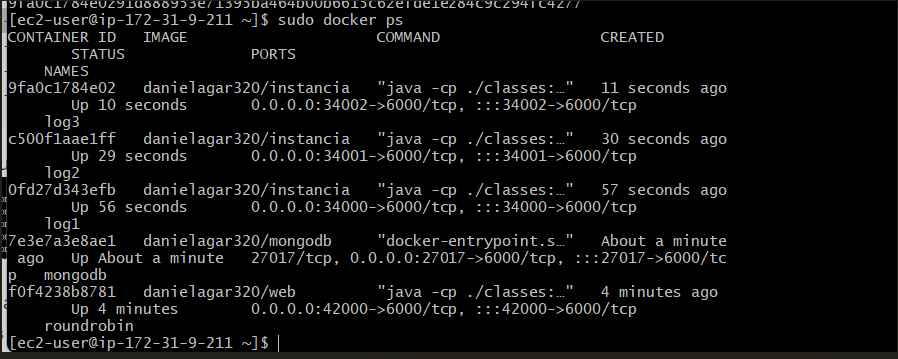 9fa0c1784e0291d888953e71395ba464b00b6615c62efde1e284c9c294fc4277
[ec2-user@ip-172-31-9-211 ~]$ sudo docker ps
CONTAINER ID   IMAGE                    COMMAND                  CREATED
        STATUS              PORTS
     NAMES
9fa0c1784e02   danielagar320/instancia   "java -cp ./classes:…"   11 seconds ago
        Up 10 seconds       0.0.0.0:34002->6000/tcp, :::34002->6000/tcp
     log3
c500f1aae1ff   danielagar320/instancia   "java -cp ./classes:…"   30 seconds ago
        Up 29 seconds       0.0.0.0:34001->6000/tcp, :::34001->6000/tcp
     log2
0fd27d343efb   danielagar320/instancia   "java -cp ./classes:…"   57 seconds ago
        Up 56 seconds       0.0.0.0:34000->6000/tcp, :::34000->6000/tcp
     log1
7e3e7a3e8ae1   danielagar320/mongodb     "docker-entrypoint.s…"   About a minute
 ago    Up About a minute   27017/tcp, 0.0.0.0:27017->6000/tcp, :::27017->6000/tc
p    mongodb
f0f4238b8781   danielagar320/web         "java -cp ./classes:…"   4 minutes ago
        Up 4 minutes        0.0.0.0:42000->6000/tcp, :::42000->6000/tcp
     roundrobin
[ec2-user@ip-172-31-9-211 ~]$